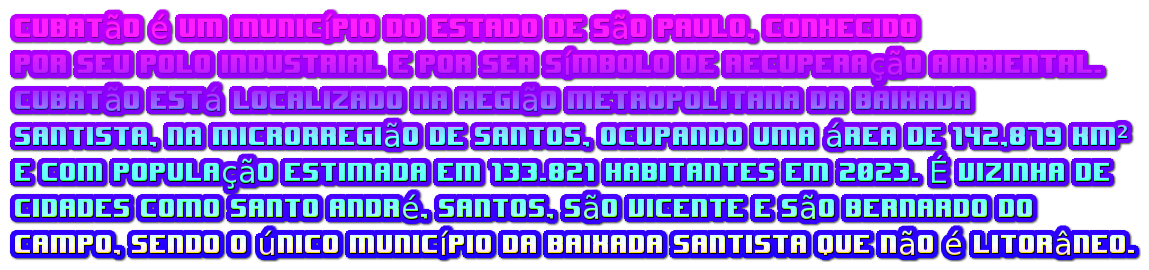 CUBATãO é UM MUNICíPIO DO ESTADO DE SãO PAULO, CONHECIDO
POR SEU POLO INDUSTRIAL E POR SER SíMBOLO DE RECUPERAçãO AMBIENTAL.
CUBATãO ESTá LOCALIZADO NA REGIãO METROPOLITANA DA BAIXADA
SANTISTA, NA MICRORREGIãO DE SANTOS, OCUPANDO UMA áREA DE 142,879 KM²
E COM POPULAçãO ESTIMADA EM 133.821 HABITANTES EM 2023. É VIZINHA DE
CIDADES COMO SANTO ANDRé, SANTOS, SãO VICENTE E SãO BERNARDO DO
CAMPO, SENDO O úNICO MUNICíPIO DA BAIXADA SANTISTA QUE NãO é LITORâNEO.